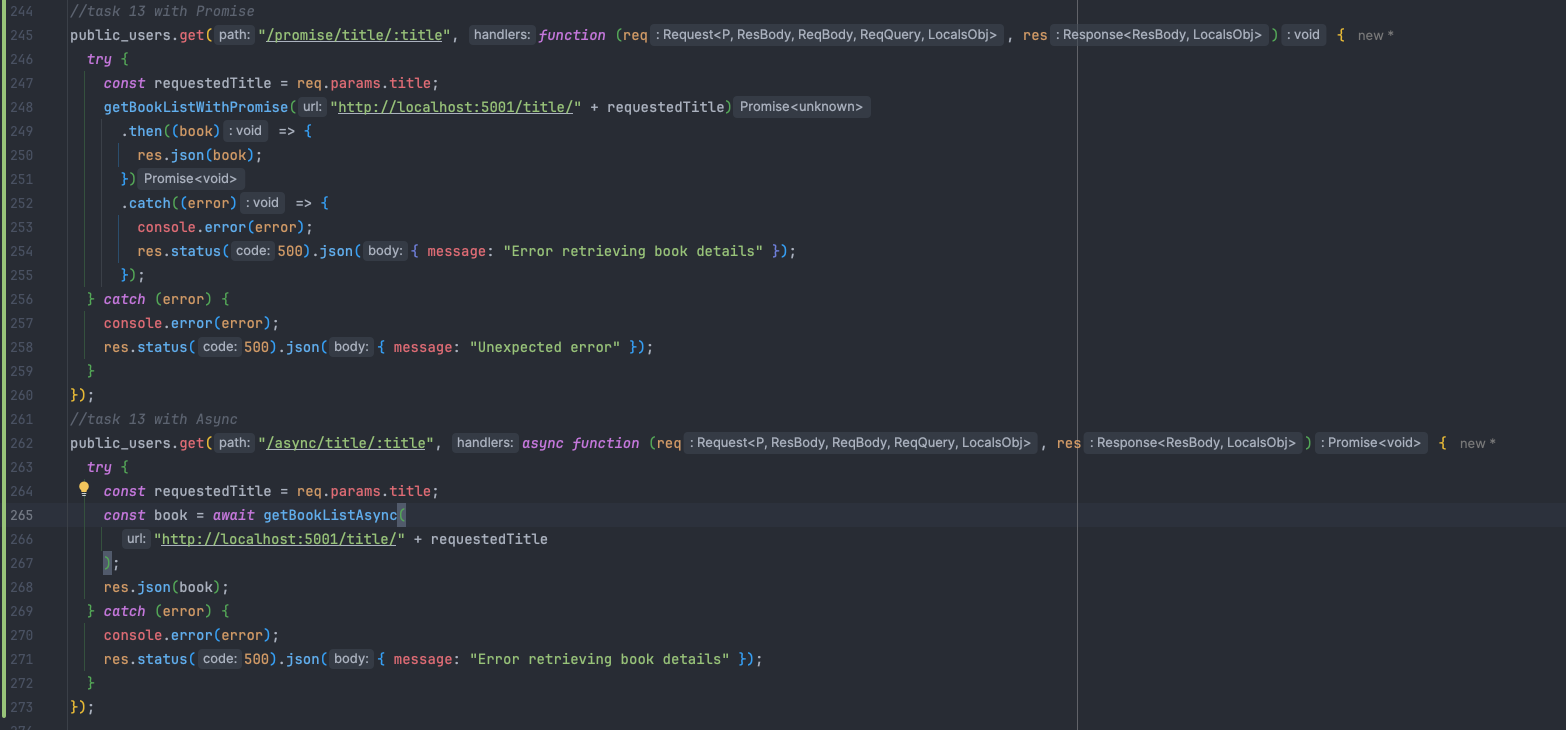 244 //task 13 with Promise
245 public_users.get( path: "/promise/title/:title", handlers: function (req : Request<P, ResBody, ReqBody, ReqQuery, LocalsObj> , res : Response<ResBody, LocalsObj> ) : void { new *
246 try {
247 const requestedTitle = req.params.title;
248 getBookListWithPromise( url: "http://localhost:5001/title/" + requestedTitle) Promise<unknown>
249 .then((book) : void => {
250 res.json(book);
251 }) Promise<void>
252 .catch((error) : void => {
253 console.error(error);
254 res.status( code: 500).json( body: { message: "Error retrieving book details" });
255 });
256 } catch (error) {
257 console.error(error);
258 res.status( code: 500).json( body: { message: "Unexpected error" });
259 }
260 });
261 //task 13 with Async
262 public_users.get( path: "/async/title/:title", handlers: async function (req : Request<P, ResBody, ReqBody, ReqQuery, LocalsObj> , res : Response<ResBody, LocalsObj> ) : Promise<void> { new *
263 try {
264 const requestedTitle = req.params.title;
265 const book = await getBookListAsync(
266 url: "http://localhost:5001/title/" + requestedTitle
267 );
268 res.json(book);
269 } catch (error) {
270 console.error(error);
271 res.status( code: 500).json( body: { message: "Error retrieving book details" });
272 }
273 });